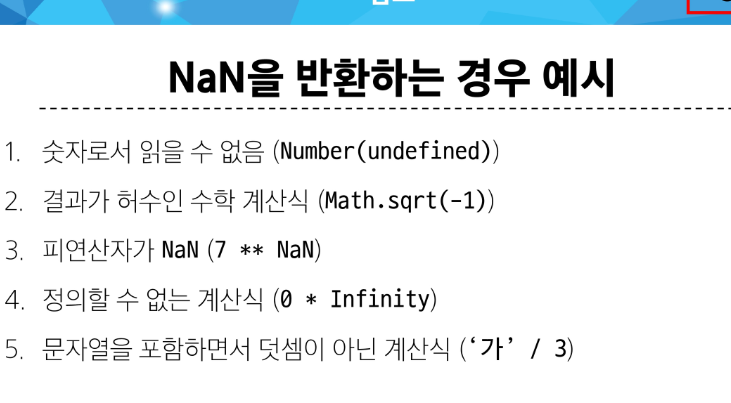 NaN을 반환하는 경우 예시
1. 숫자로서 읽을 수 없음 (Number(undefined))
2. 결과가 허수인 수학 계산식 (Math.sqrt(-1))
3. 피연산자가 NaN (7 ** NaN)
4. 정의할 수 없는 계산식 (0 * Infinity)
5. 문자열을 포함하면서 덧셈이 아닌 계산식 (‘가’ / 3)